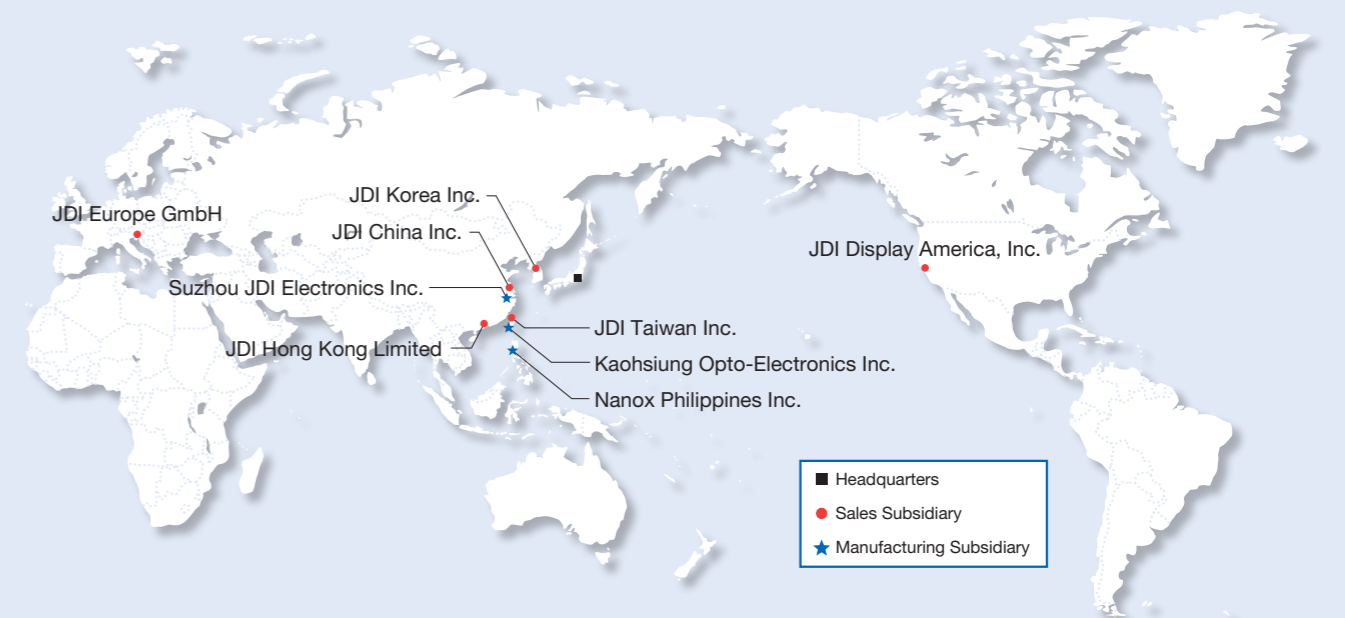 JDI Korea Inc.
JDI Europe GmbH
JDI China Inc.
JDI Display America, Inc.
Suzhou JDI Electronics Inc.
JDI Taiwan Inc.
JDI Hong Kong Limited
Kaohsiung Opto-Electronics Inc.
Nanox Philippines Inc.
Headquarters
Sales Subsidiary
Manufacturing Subsidiary